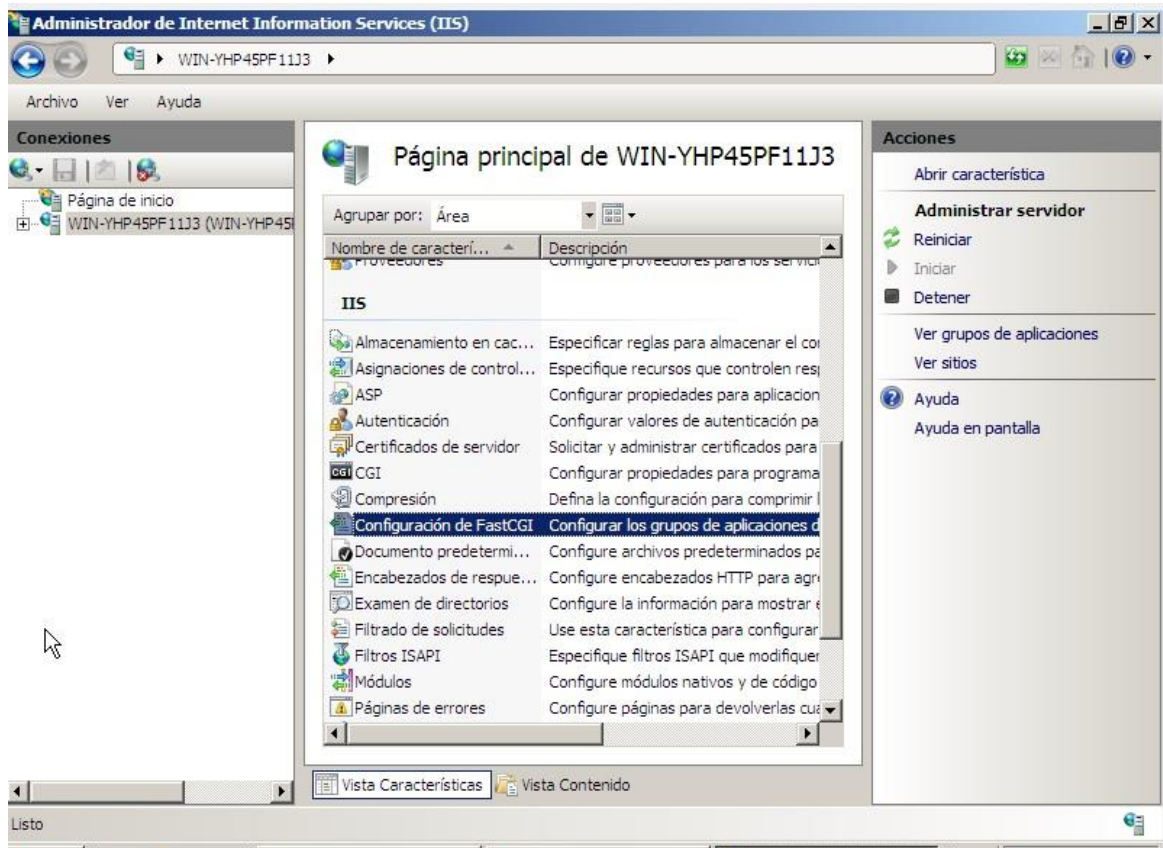 Administrador de Internet Information Services (IIS)
WIN-YHP45PF11J3
Archivo Ver Ayuda
Conexiones
Página de inicio
WIN-YHP45PF11J3 (WIN-YHP45
Página principal de WIN-YHP45PF11J3
Agrupar por: Área
Nombre de caracterí... Descripción
Proveedores Configure proveedores para los servici
IIS
Almacenamiento en cac... Especificar reglas para almacenar el co
Asignaciones de control... Especifique recursos que controlen res
ASP Configurar propiedades para aplicacion
Autenticación Configurar valores de autenticación pa
Certificados de servidor Solicitar y administrar certificados para
CGI CGI Configurar propiedades para programa
Compresión Defina la configuración para comprimir l
Configuración de FastCGI Configurar los grupos de aplicaciones d
Documento predetermi... Configure archivos predeterminados pa
Encabezados de respue... Configure encabezados HTTP para agr
Examen de directorios Configure la información para mostrar e
Filtrado de solicitudes Use esta característica para configurar
Filtros ISAPI Especifique filtros ISAPI que modifiquen
Módulos Configure módulos nativos y de código
Páginas de errores Configure páginas para devolverlas cua
Vista Características Vista Contenido
Acciones
Abrir característica
Administrar servidor
Reiniciar
Iniciar
Detener
Ver grupos de aplicaciones
Ver sitios
Ayuda
Ayuda en pantalla
Listo